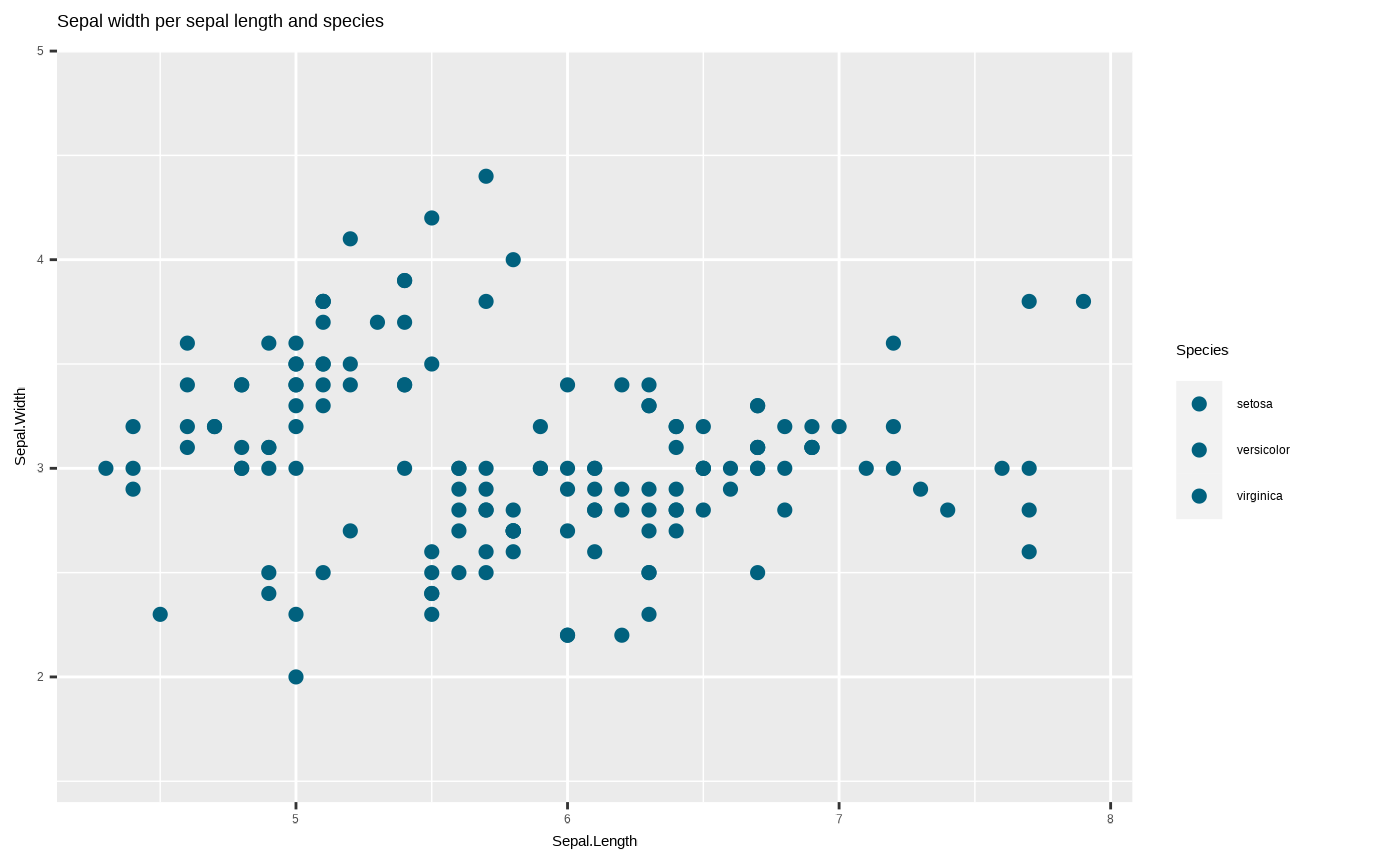 Sepal width per sepal length and species
5
4
3
2
Sepal.Width
5
6
7
8
Sepal.Length
Species
setosa
versicolor
virginica